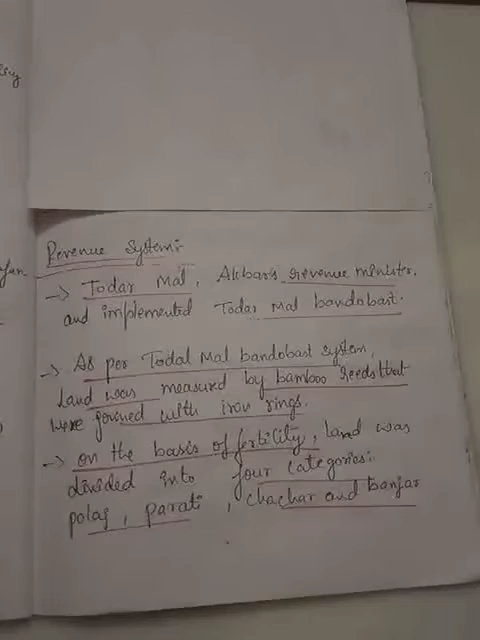 Revenue System:-
→ Todar Mal, Akbar's revenue minister,
and implemented Todar Mal bandobast.
→ As per Todal Mal bandobast system,
Land was measured by bamboo reeds that
were joined with iron rings.
→ on the basis of fertility, land was
divided into four categories:
polaj, parati, chachar and banjar